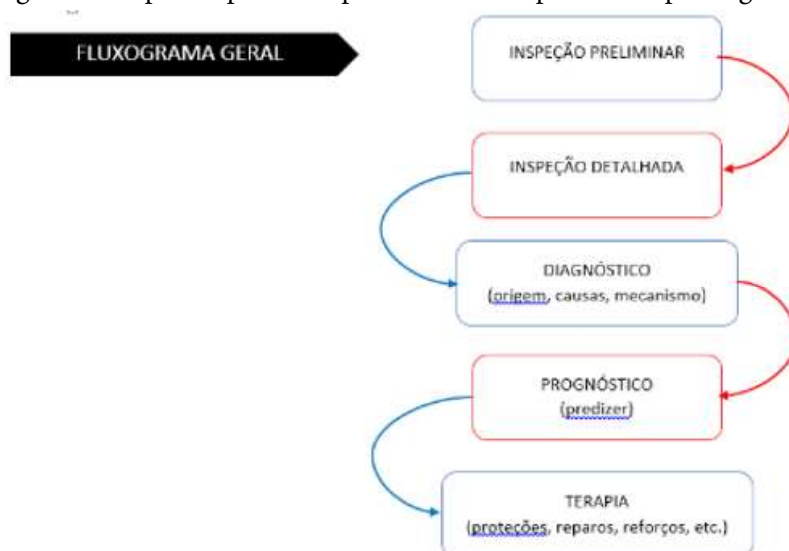 FLUXOGRAMA GERAL
INSPEÇÃO PRELIMINAR
INSPEÇÃO DETALHADA
DIAGNÓSTICO
(origem, causas, mecanismo)
PROGNÓSTICO
(predizer)
TERAPIA
(proteções, reparos, reforços, etc.)